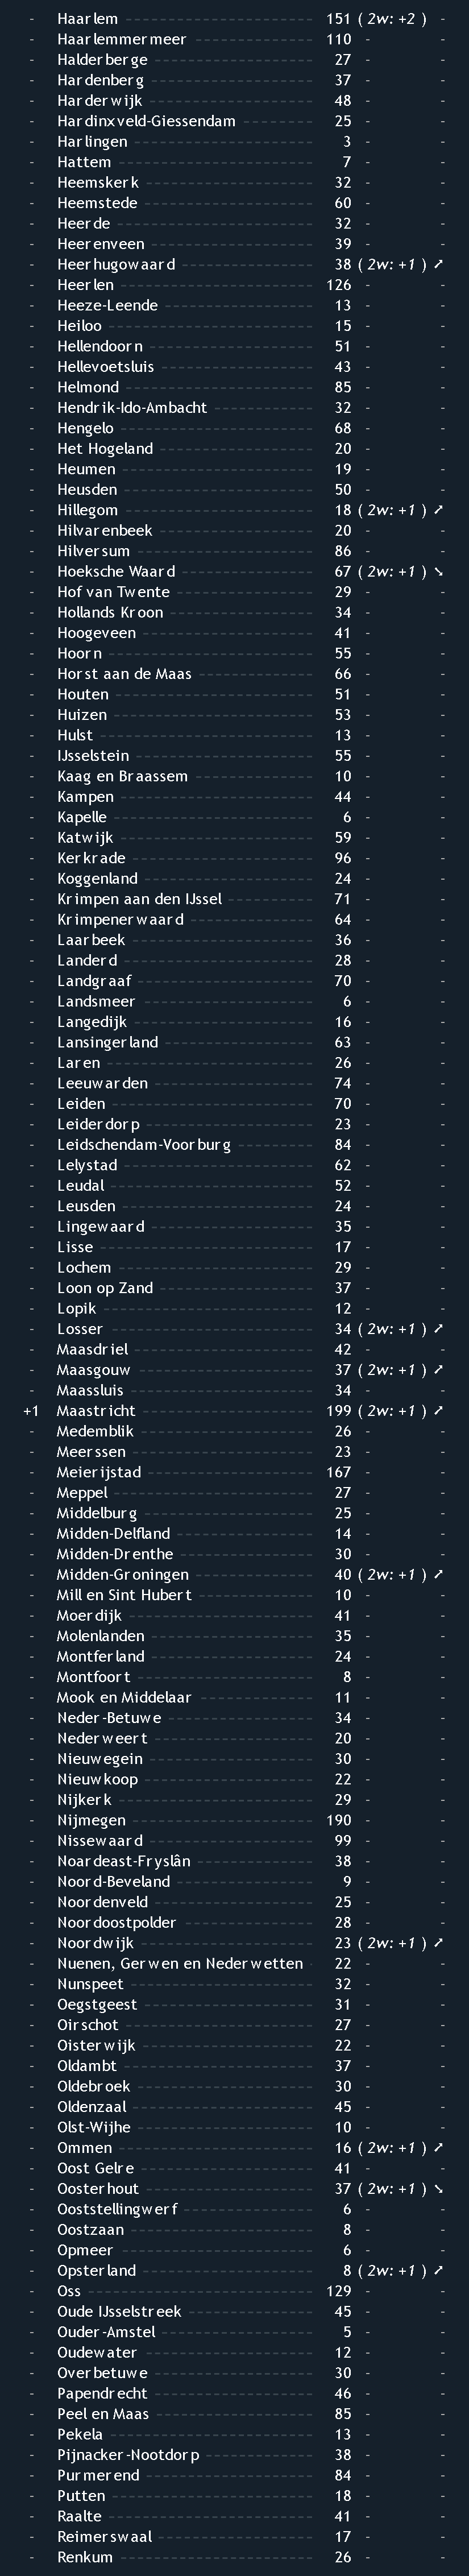 - Haarlem 151 ( 2w: +2 ) -
- Haarlemmermeer 110 - -
- Halderberge 27 - -
- Hardenberg 37 - -
- Harderwijk 48 - -
- Hardinxveld-Giessendam 25 - -
- Harlingen 3 - -
- Hattem 7 - -
- Heemskerk 32 - -
- Heemstede 60 - -
- Heerde 32 - -
- Heerenveen 39 - -
- Heerhugowaard 38 ( 2w: +1 ) ➚
- Heerlen 126 - -
- Heeze-Leende 13 - -
- Heiloo 15 - -
- Hellendoorn 51 - -
- Hellevoetsluis 43 - -
- Helmond 85 - -
- Hendrik-Ido-Ambacht 32 - -
- Hengelo 68 - -
- Het Hogeland 20 - -
- Heumen 19 - -
- Heusden 50 - -
- Hillegom 18 ( 2w: +1 ) ➚
- Hilvarenbeek 20 - -
- Hilversum 86 - -
- Hoeksche Waard 67 ( 2w: +1 ) ➘
- Hof van Twente 29 - -
- Hollands Kroon 34 - -
- Hoogeveen 41 - -
- Hoorn 55 - -
- Horst aan de Maas 66 - -
- Houten 51 - -
- Huizen 53 - -
- Hulst 13 - -
- IJsselstein 55 - -
- Kaag en Braassem 10 - -
- Kampen 44 - -
- Kapelle 6 - -
- Katwijk 59 - -
- Kerkrade 96 - -
- Koggenland 24 - -
- Krimpen aan den IJssel 71 - -
- Krimpenerwaard 64 - -
- Laarbeek 36 - -
- Landerd 28 - -
- Landgraaf 70 - -
- Landsmeer 6 - -
- Langedijk 16 - -
- Lansingerland 63 - -
- Laren 26 - -
- Leeuwarden 74 - -
- Leiden 70 - -
- Leiderdorp 23 - -
- Leidschendam-Voorburg 84 - -
- Lelystad 62 - -
- Leudal 52 - -
- Leusden 24 - -
- Lingewaard 35 - -
- Lisse 17 - -
- Lochem 29 - -
- Loon op Zand 37 - -
- Lopik 12 - -
- Losser 34 ( 2w: +1 ) ➚
- Maasdriel 42 - -
- Maasgouw 37 ( 2w: +1 ) ➚
- Maassluis 34 - -
+1 Maastricht 199 ( 2w: +1 ) ➚
- Medemblik 26 - -
- Meerssen 23 - -
- Meierijstad 167 - -
- Meppel 27 - -
- Middelburg 25 - -
- Midden-Delfland 14 - -
- Midden-Drenthe 30 - -
- Midden-Groningen 40 ( 2w: +1 ) ➚
- Mill en Sint Hubert 10 - -
- Moerdijk 41 - -
- Molenlanden 35 - -
- Montferland 24 - -
- Montfoort 8 - -
- Mook en Middelaar 11 - -
- Neder-Betuwe 34 - -
- Nederweert 20 - -
- Nieuwegein 30 - -
- Nieuwkoop 22 - -
- Nijkerk 29 - -
- Nijmegen 190 - -
- Nissewaard 99 - -
- Noardeast-Fryslân 38 - -
- Noord-Beveland 9 - -
- Noordenveld 25 - -
- Noordoostpolder 28 - -
- Noordwijk 23 ( 2w: +1 ) ➚
- Nuenen, Gerwen en Nederwetten 22 - -
- Nunspeet 32 - -
- Oegstgeest 31 - -
- Oirschot 27 - -
- Oisterwijk 22 - -
- Oldambt 37 - -
- Oldebroek 30 - -
- Oldenzaal 45 - -
- Olst-Wijhe 10 - -
- Ommen 16 ( 2w: +1 ) ➚
- Oost Gelre 41 - -
- Oosterhout 37 ( 2w: +1 ) ➘
- Ooststellingwerf 6 - -
- Oostzaan 8 - -
- Opmeer 6 - -
- Opsterland 8 ( 2w: +1 ) ➚
- Oss 129 - -
- Oude IJsselstreek 45 - -
- Ouder-Amstel 5 - -
- Oudewater 12 - -
- Overbetuwe 30 - -
- Papendrecht 46 - -
- Peel en Maas 85 - -
- Pekela 13 - -
- Pijnacker-Nootdorp 38 - -
- Purmerend 84 - -
- Putten 18 - -
- Raalte 41 - -
- Reimerswaal 17 - -
- Renkum 26 - -